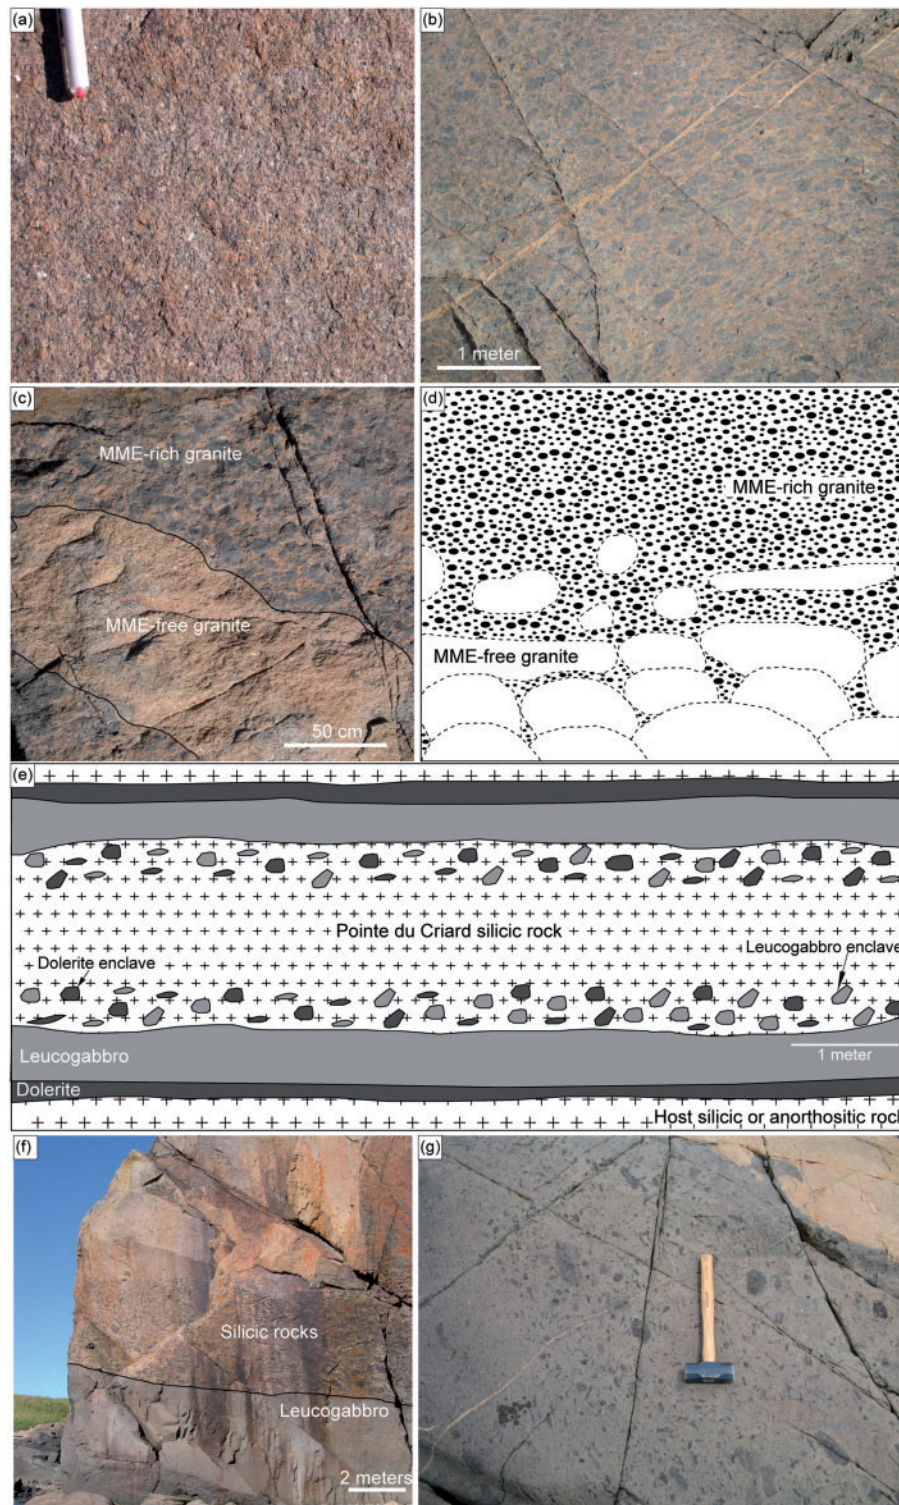 (a)
(b)
1 meter
(c)
MME-rich granite
MME-free granite
50 cm
(d)
MME-rich granite
MME-free granite
(e)
Pointe du Criard silicic rock
Dolerite enclave
Leucogabbro enclave
Leucogabbro
1 meter
Dolerite
Host silicic or anorthositic rock
(f)
Silicic rocks
Leucogabbro
2 meters
(g)